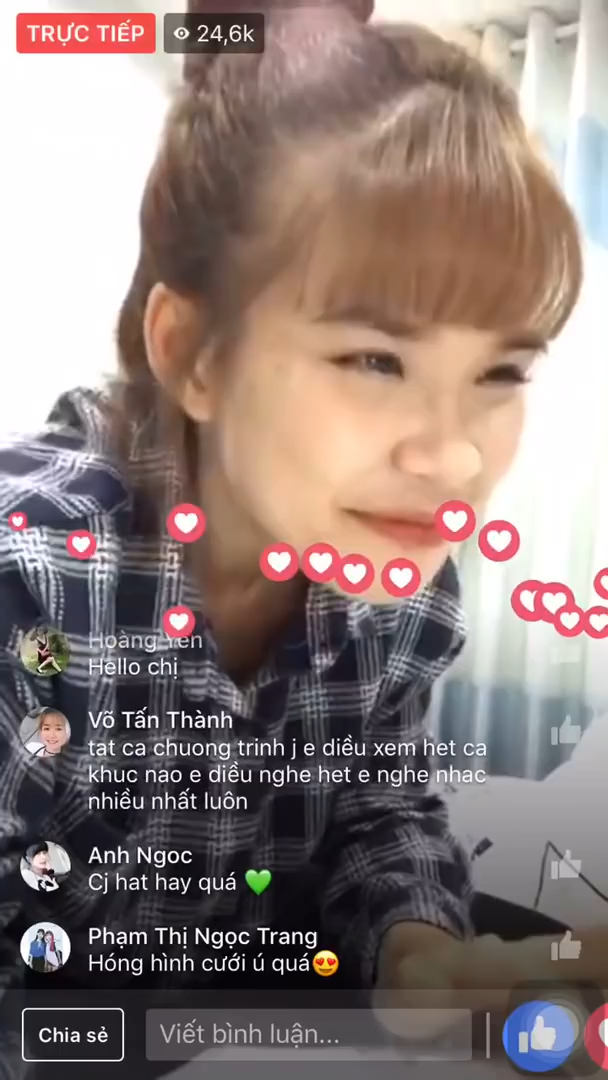 TRỰC TIẾP 24,6k
Hoàng Yến
Hello chị
Võ Tấn Thành
tat ca chuong trinh j e diều xem het ca
khuc nao e diều nghe het e nghe nhac
nhiều nhất luôn
Anh Ngoc
Cj hat hay quá 💚
Phạm Thị Ngọc Trang
Hóng hình cưới ú quá😍
Chia sẻ Viết bình luận...